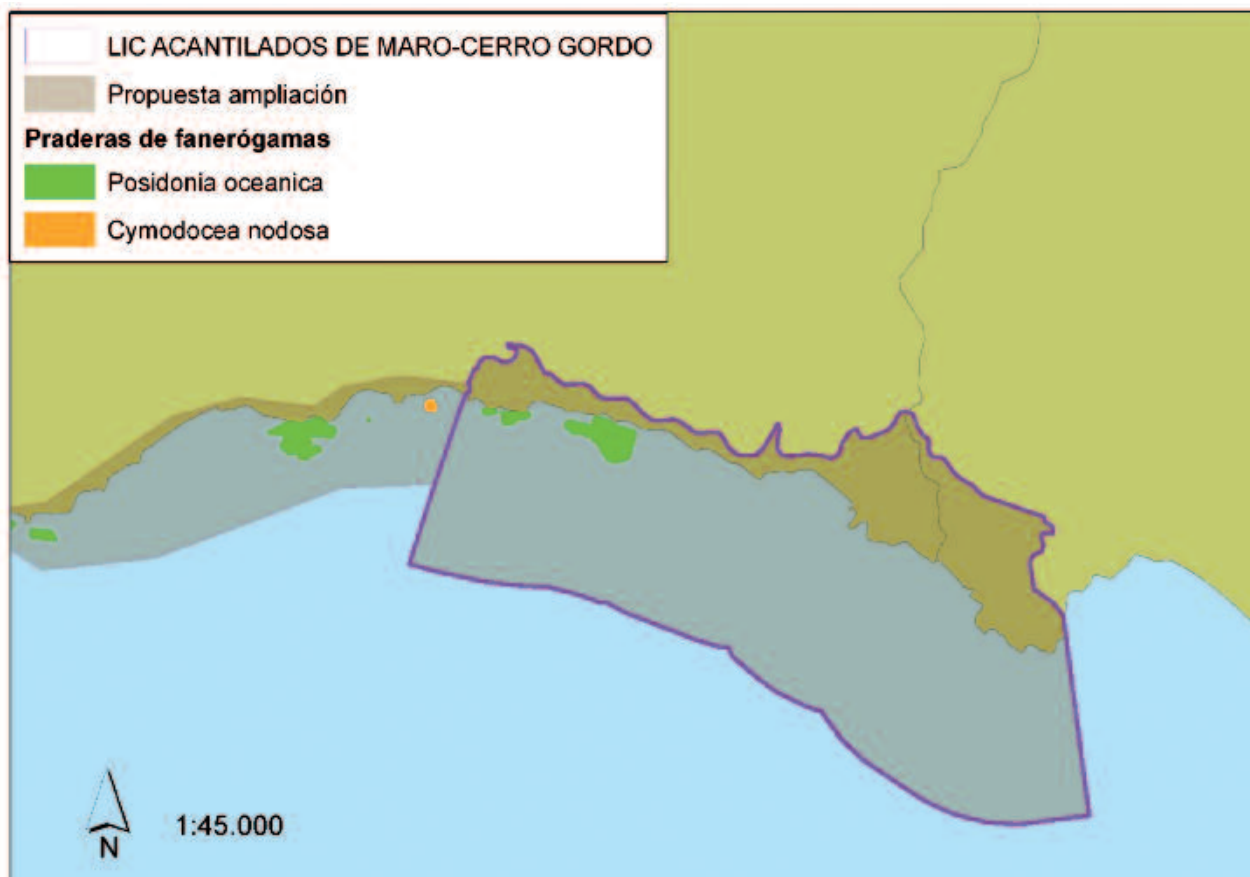 LIC ACANTILADOS DE MARO-CERRO GORDO
Propuesta ampliación
Praderas de fanerógamas
Posidonia oceanica
Cymodocea nodosa
1:45.000
N